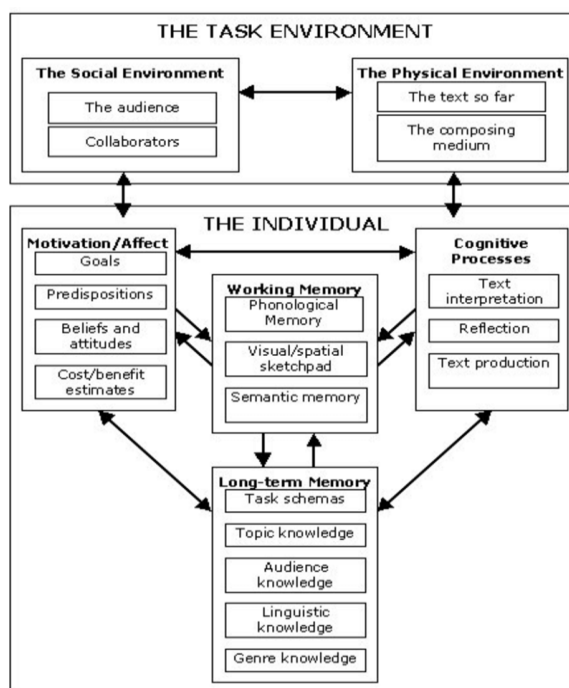 THE TASK ENVIRONMENT
The Social Environment
The audience
Collaborators
The Physical Environment
The text so far
The composing
medium
THE INDIVIDUAL
Motivation/Affect
Goals
Predispositions
Beliefs and
attitudes
Cost/benefit
estimates
Working Memory
Phonological
Memory
Visual/spatial
sketchpad
Semantic memory
Cognitive
Processes
Text
interpretation
Reflection
Text production
Long-term Memory
Task schemas
Topic knowledge
Audience
knowledge
Linguistic
knowledge
Genre knowledge